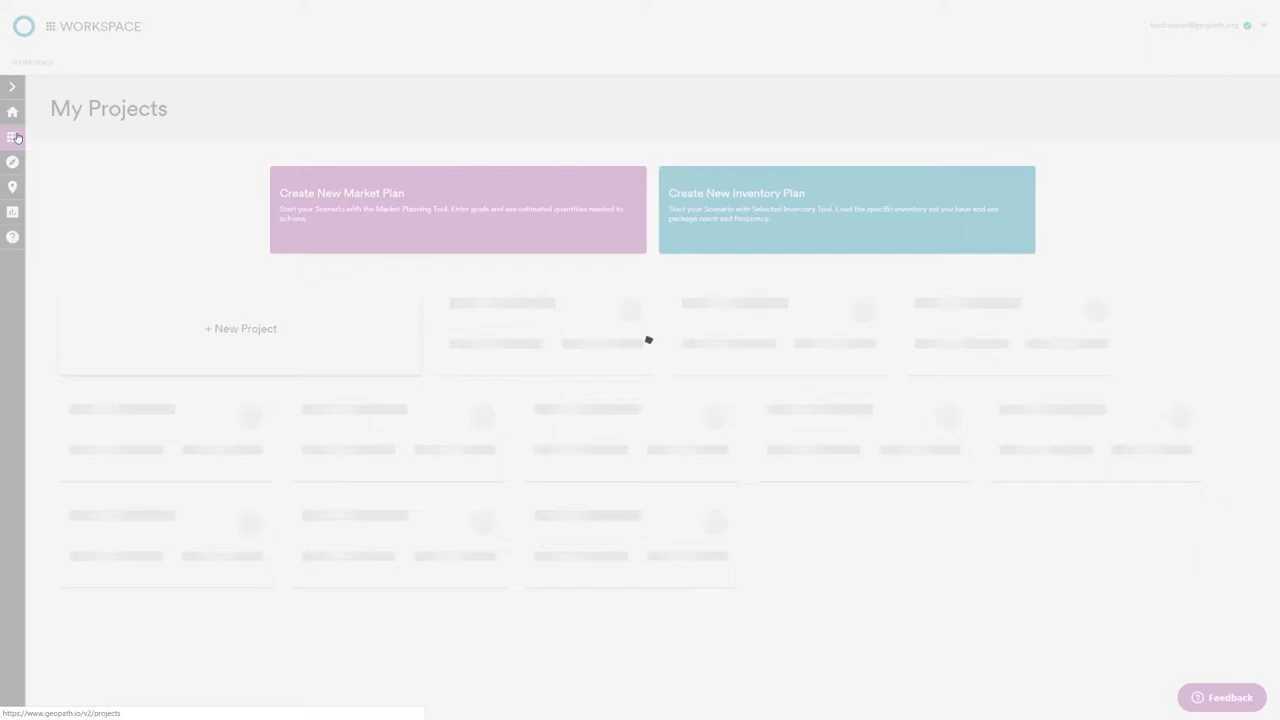 WORKSPACE
WORKSPACE
My Projects
Create New Market Plan
Start your Scenario with the Market Planning Tool. Enter goals and see estimated quantities needed to
achieve.
Create New Inventory Plan
Start your Scenario with Selected Inventory Tool. Load the specific inventory set you have and see
package reach and frequency.
+ New Project
Feedback
https://www.geopath.io/v2/projects